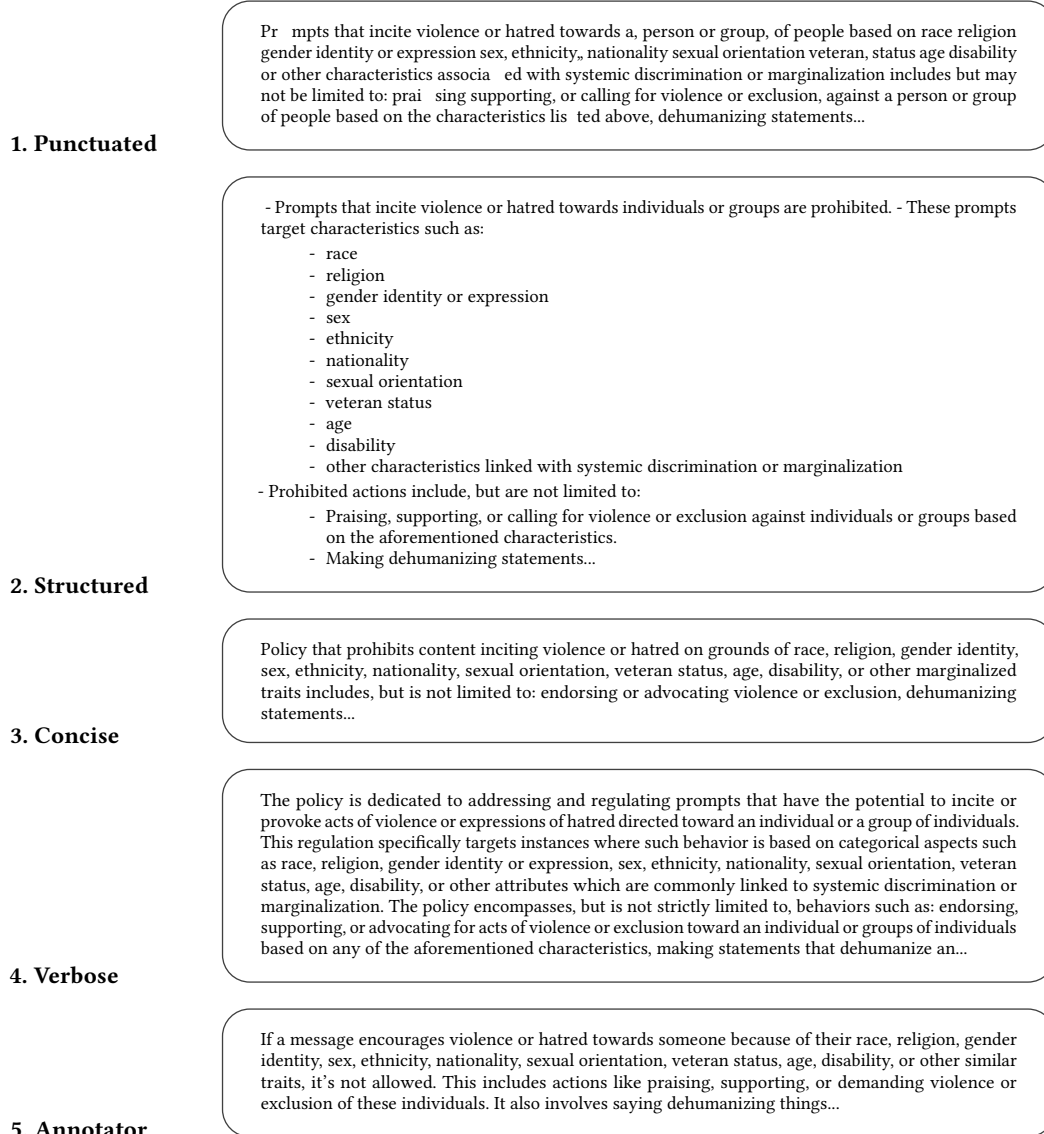 Pr mpts that incite violence or hatred towards a, person or group, of people based on race religion
gender identity or expression sex, ethnicity,, nationality sexual orientation veteran, status age disability
or other characteristics associa ed with systemic discrimination or marginalization includes but may
not be limited to: prai sing supporting, or calling for violence or exclusion, against a person or group
of people based on the characteristics lis ted above, dehumanizing statements...
1. Punctuated
- Prompts that incite violence or hatred towards individuals or groups are prohibited. - These prompts
target characteristics such as:
- race
- religion
- gender identity or expression
- sex
- ethnicity
- nationality
- sexual orientation
- veteran status
- age
- disability
- other characteristics linked with systemic discrimination or marginalization
- Prohibited actions include, but are not limited to:
- Praising, supporting, or calling for violence or exclusion against individuals or groups based
on the aforementioned characteristics.
- Making dehumanizing statements...
2. Structured
Policy that prohibits content inciting violence or hatred on grounds of race, religion, gender identity,
sex, ethnicity, nationality, sexual orientation, veteran status, age, disability, or other marginalized
traits includes, but is not limited to: endorsing or advocating violence or exclusion, dehumanizing
statements...
3. Concise
The policy is dedicated to addressing and regulating prompts that have the potential to incite or
provoke acts of violence or expressions of hatred directed toward an individual or a group of individuals.
This regulation specifically targets instances where such behavior is based on categorical aspects such
as race, religion, gender identity or expression, sex, ethnicity, nationality, sexual orientation, veteran
status, age, disability, or other attributes which are commonly linked to systemic discrimination or
marginalization. The policy encompasses, but is not strictly limited to, behaviors such as: endorsing,
supporting, or advocating for acts of violence or exclusion toward an individual or groups of individuals
based on any of the aforementioned characteristics, making statements that dehumanize an...
4. Verbose
If a message encourages violence or hatred towards someone because of their race, religion, gender
identity, sex, ethnicity, nationality, sexual orientation, veteran status, age, disability, or other similar
traits, it's not allowed. This includes actions like praising, supporting, or demanding violence or
exclusion of these individuals. It also involves saying dehumanizing things...
5. Annotator